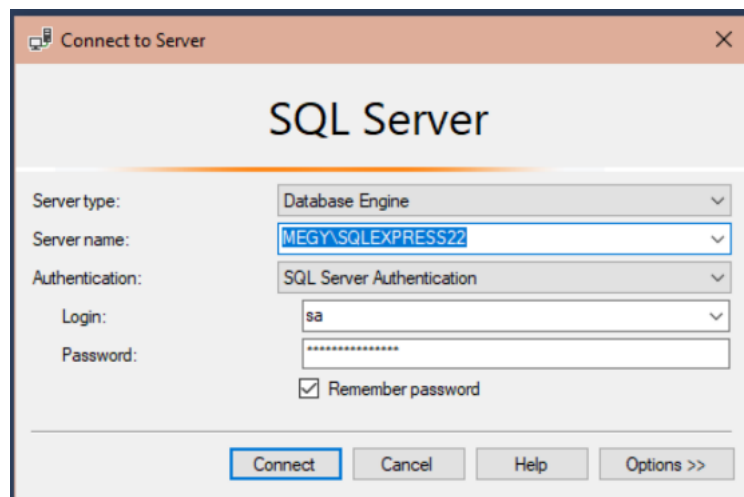 Connect to Server
SQL Server
Server type: Database Engine
Server name: MEGY\SQLEXPRESS22
Authentication: SQL Server Authentication
Login: sa
Password: ***************
Remember password
Connect Cancel Help Options >>